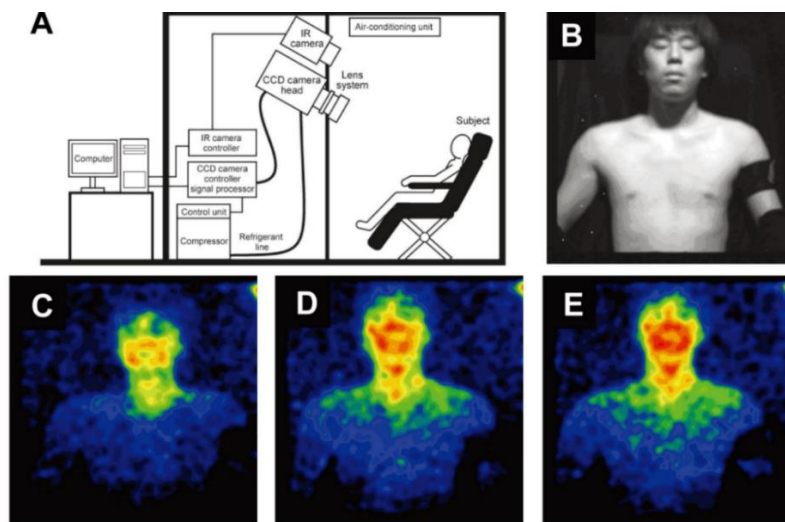 A
IR
camera
Air-conditioning unit
CCD camera
head
Lens
system
Subject
IR camera
controller
Computer
CCD camera
controller
signal processor
Control unit
Compressor
Refrigerant
line
B
C
D
E